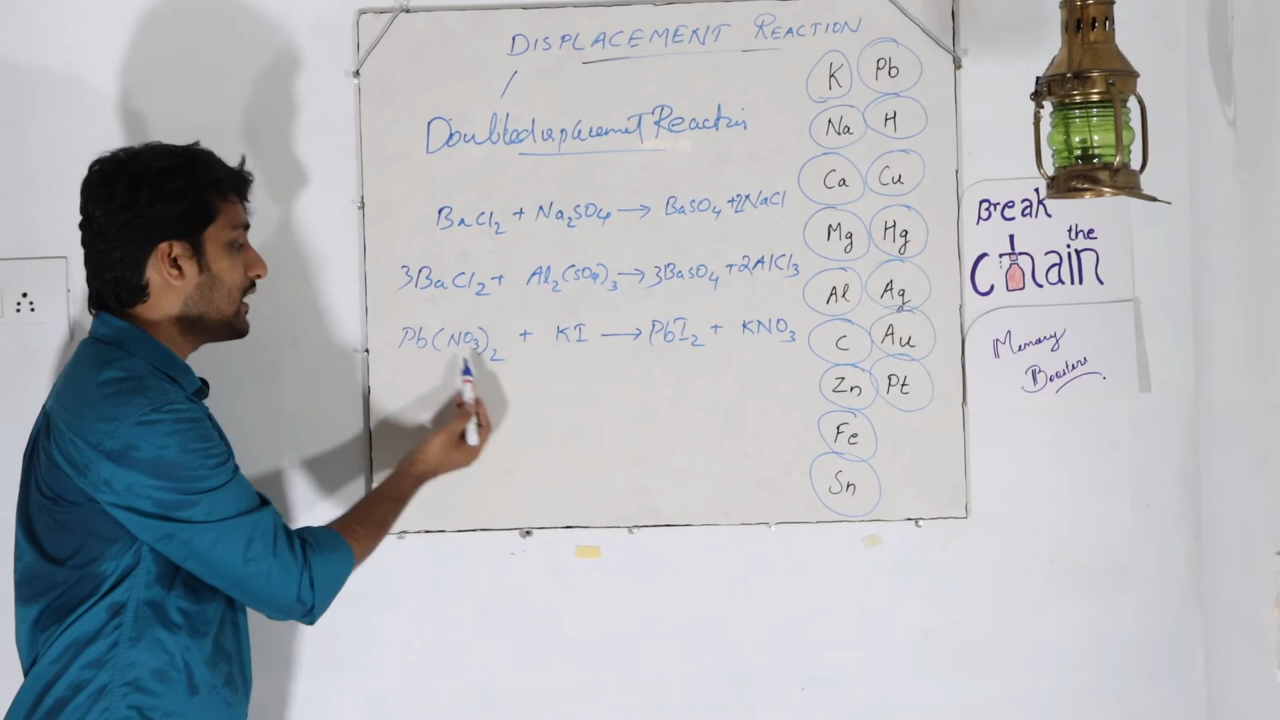 DISPLACEMENT REACTION
Double displacement Reaction
BaCl₂ + Na₂SO₄ → BaSO₄ + 2NaCl
3BaCl₂ + Al₂(SO₄)₃ → 3BaSO₄ + 2AlCl₃
Pb(NO₃)₂ + KI → PbI₂ + KNO₃
K Pb
Na H
Ca Cu
Mg Hg
Al Ag
C Au
Zn Pt
Fe
Sn
Break
the
Chain
Memory
Boosters